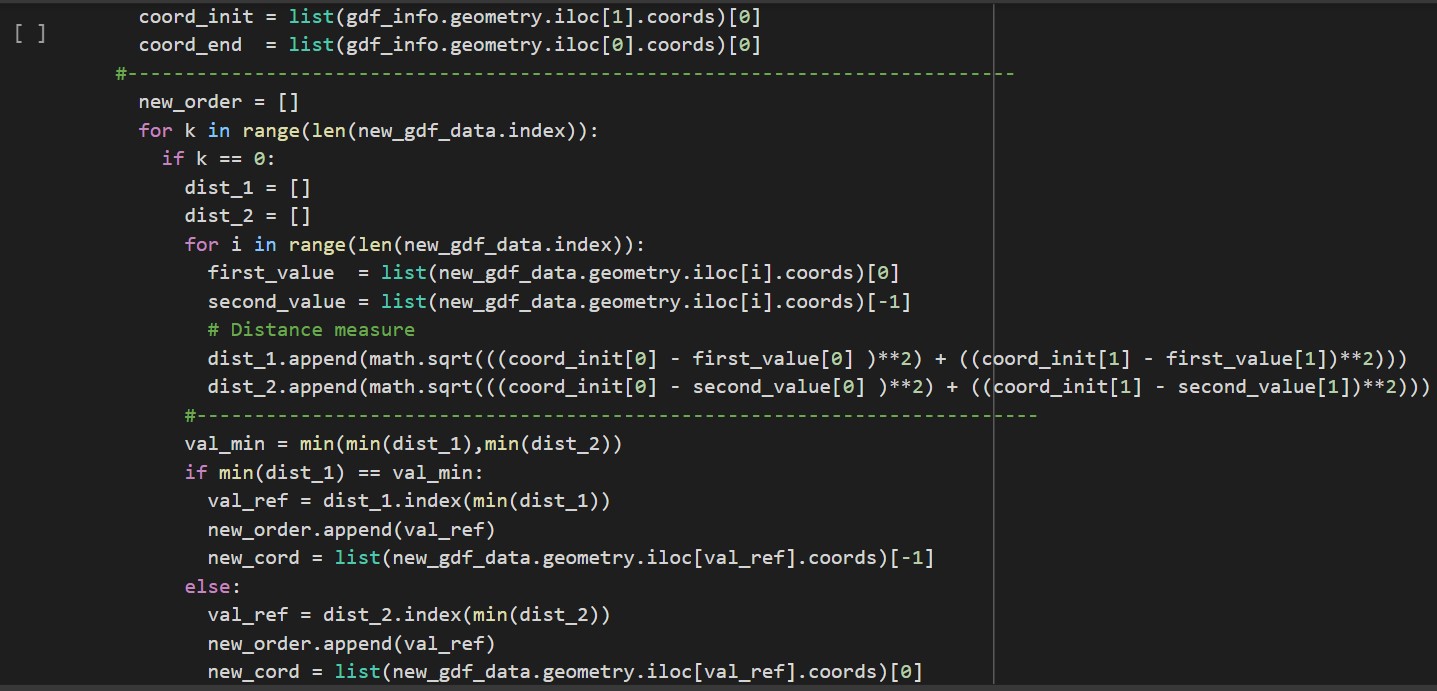 [ ]
coord_init = list(gdf_info.geometry.iloc[1].coords)[0]
coord_end  = list(gdf_info.geometry.iloc[0].coords)[0]
#-----------------------------------------------------------------------------
new_order = []
for k in range(len(new_gdf_data.index)):
if k == 0:
dist_1 = []
dist_2 = []
for i in range(len(new_gdf_data.index)):
first_value  = list(new_gdf_data.geometry.iloc[i].coords)[0]
second_value = list(new_gdf_data.geometry.iloc[i].coords)[-1]
# Distance measure
dist_1.append(math.sqrt(((coord_init[0] - first_value[0] )**2) + ((coord_init[1] - first_value[1])**2)))
dist_2.append(math.sqrt(((coord_init[0] - second_value[0] )**2) + ((coord_init[1] - second_value[1])**2)))
#-------------------------------------------------------------------------
val_min = min(min(dist_1),min(dist_2))
if min(dist_1) == val_min:
val_ref = dist_1.index(min(dist_1))
new_order.append(val_ref)
new_cord = list(new_gdf_data.geometry.iloc[val_ref].coords)[-1]
else:
val_ref = dist_2.index(min(dist_2))
new_order.append(val_ref)
new_cord = list(new_gdf_data.geometry.iloc[val_ref].coords)[0]